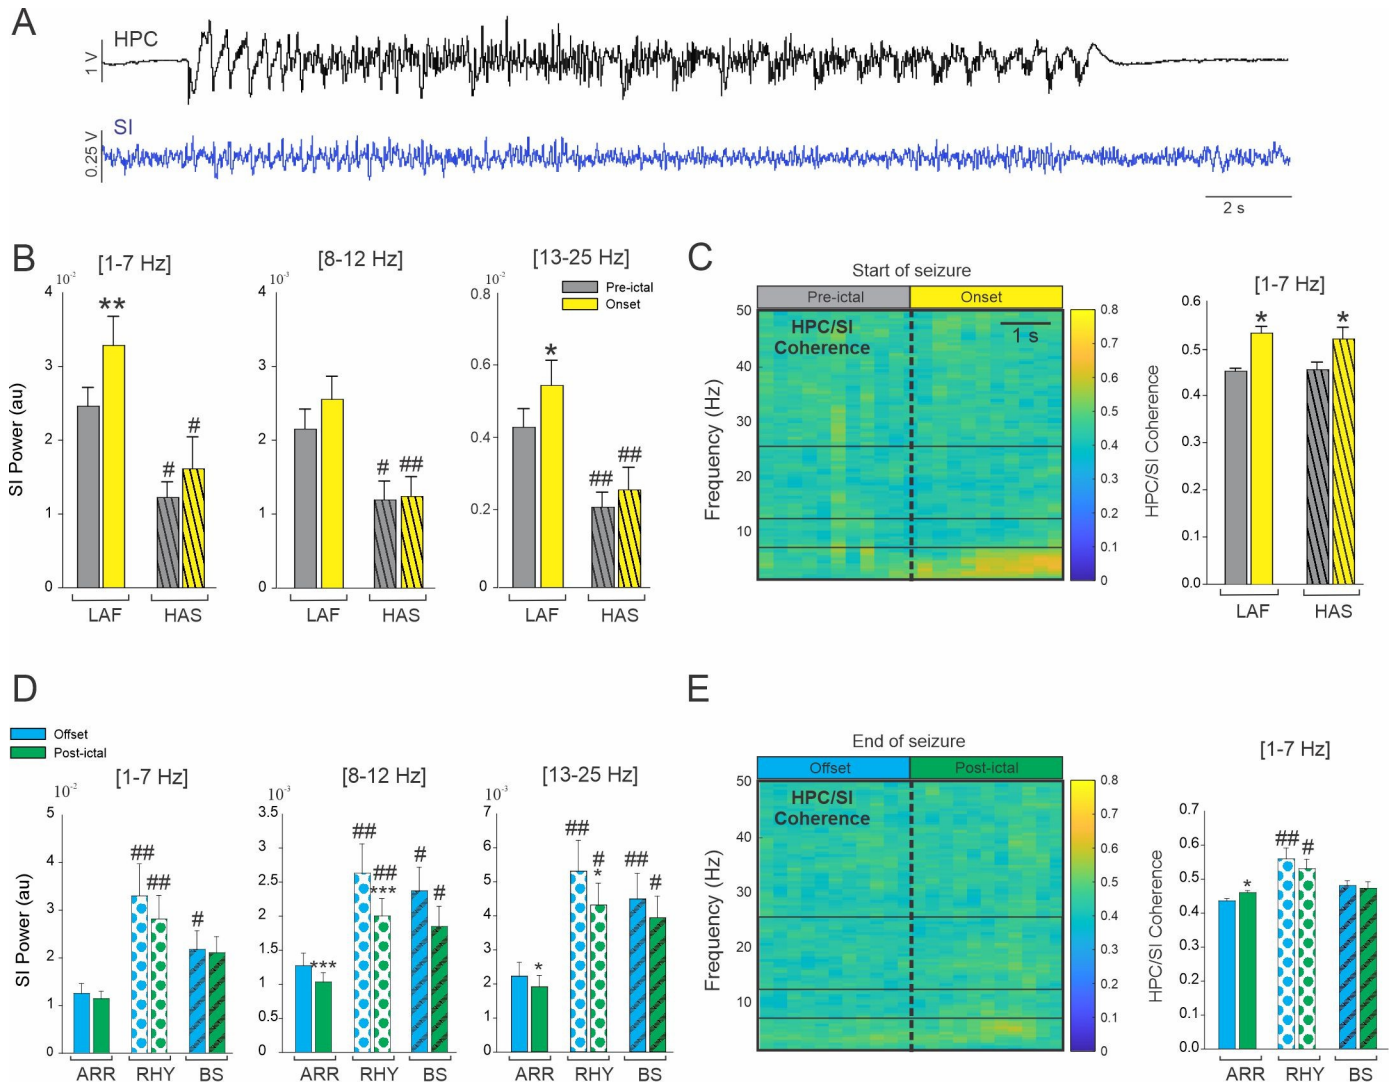 A
HPC
1 V
SI
0.25 V
2 s
B
[1-7 Hz]
[8-12 Hz]
[13-25 Hz]
Pre-ictal
Onset
SI Power (au)
10-2
4
3
2
1
0
**
#
#
LAF
HAS
10-3
4
3
2
1
0
#
##
LAF
HAS
10-2
0.8
0.6
0.4
0.2
0
*
##
##
LAF
HAS
C
Start of seizure
Pre-ictal
Onset
HPC/SI
Coherence
1 s
Frequency (Hz)
50
40
30
20
10
0.8
0.7
0.6
0.5
0.4
0.3
0.2
0.1
0
HPC/SI Coherence
[1-7 Hz]
0.6
0.5
0.4
0.3
0.2
0.1
0.0
*
*
LAF
HAS
D
Offset
Post-ictal
[1-7 Hz]
[8-12 Hz]
[13-25 Hz]
SI Power (au)
10-2
5
4
3
2
1
0
##
##
#
ARR
RHY
BS
10-3
3.5
3
2.5
2
1.5
1
0.5
0
***
##
##
***
#
#
ARR
RHY
BS
10-3
7
6
5
4
3
2
1
0
*
##
#
*
##
#
ARR
RHY
BS
E
End of seizure
Offset
Post-ictal
HPC/SI
Coherence
Frequency (Hz)
50
40
30
20
10
0.8
0.7
0.6
0.5
0.4
0.3
0.2
0.1
0
HPC/SI Coherence
[1-7 Hz]
0.7
0.6
0.5
0.4
0.3
0.2
0.1
0.0
*
##
#
ARR
RHY
BS